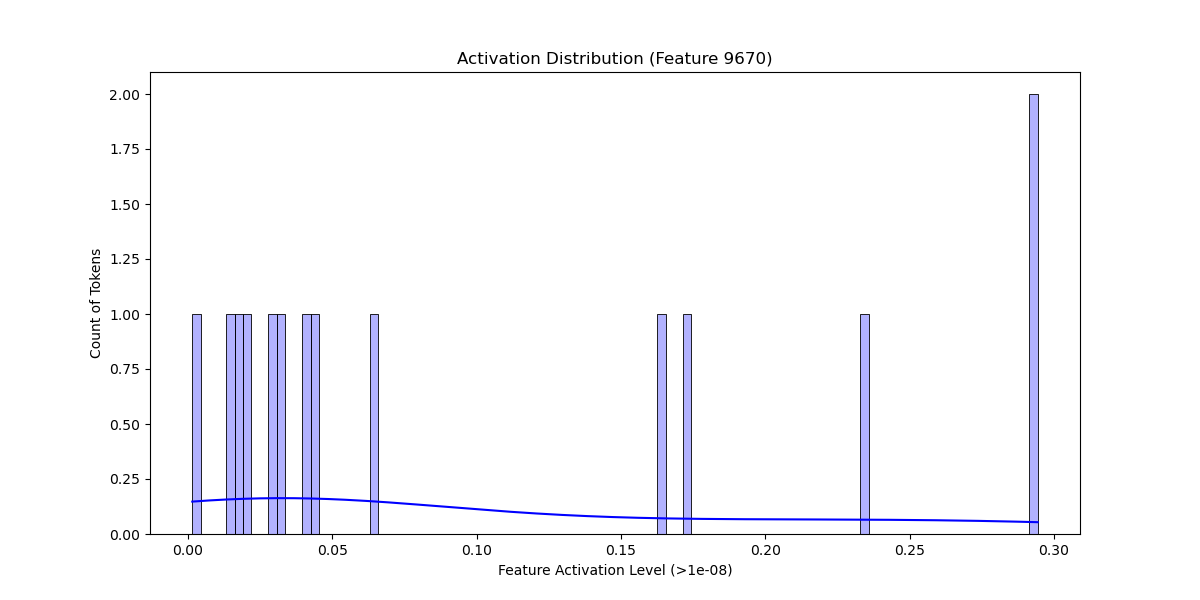 Activation Distribution (Feature 9670)
2.00
1.75
1.50
1.25
1.00
0.75
0.50
0.25
0.00
Count of Tokens
0.00 0.05 0.10 0.15 0.20 0.25 0.30
Feature Activation Level (>1e-08)